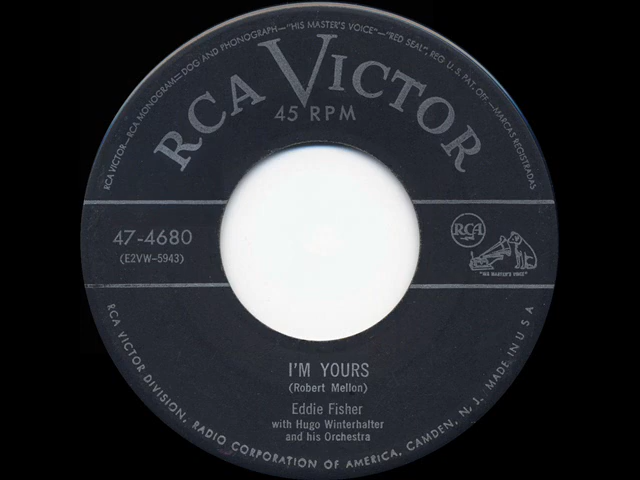 RCA VICTOR—RCA MONOGRAM—DOG AND PHONOGRAPH—"HIS MASTER'S VOICE"—"RED SEAL", REG. U. S. PAT. OFF.—MARCAS REGISTRADAS
RCA VICTOR
45 RPM
47-4680
(E2VW-5943)
RCA
"HIS MASTER'S VOICE"
I'M YOURS
(Robert Mellon)
Eddie Fisher
with Hugo Winterhalter
and his Orchestra
RCA VICTOR DIVISION, RADIO CORPORATION OF AMERICA, CAMDEN, N. J. MADE IN U S A